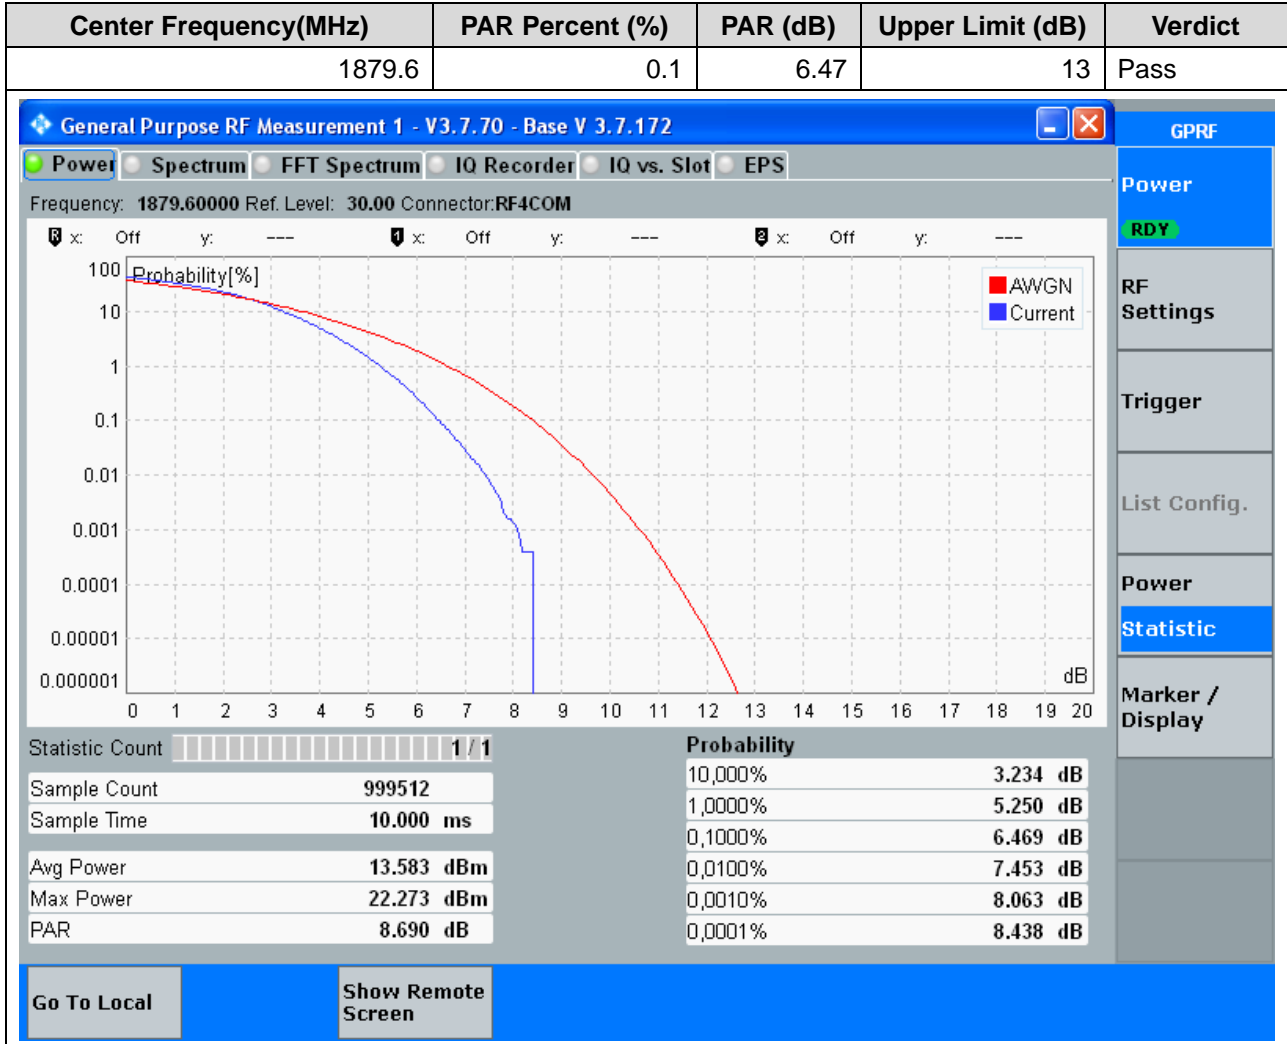 Center Frequency(MHz) PAR Percent (%) PAR (dB) Upper Limit (dB) Verdict
1879.6 0.1 6.47 13 Pass
General Purpose RF Measurement 1 - V3.7.70 - Base V 3.7.172
GPRF
Power Spectrum FFT Spectrum IQ Recorder IQ vs. Slot EPS
Frequency: 1879.60000 Ref. Level: 30.00 Connector:RF4COM
R x: Off y: --- 1 x: Off y: --- 2 x: Off y: ---
Probability[%]
AWGN
Current
100
10
1
0.1
0.01
0.001
0.0001
0.00001
0.000001
dB
0 1 2 3 4 5 6 7 8 9 10 11 12 13 14 15 16 17 18 19 20
Statistic Count 1 / 1
Sample Count 999512
Sample Time 10.000 ms
Avg Power 13.583 dBm
Max Power 22.273 dBm
PAR 8.690 dB
Probability
10,000% 3.234 dB
1,0000% 5.250 dB
0,1000% 6.469 dB
0,0100% 7.453 dB
0,0010% 8.063 dB
0,0001% 8.438 dB
Power
RDY
RF
Settings
Trigger
List Config.
Power
Statistic
Marker /
Display
Go To Local
Show Remote
Screen